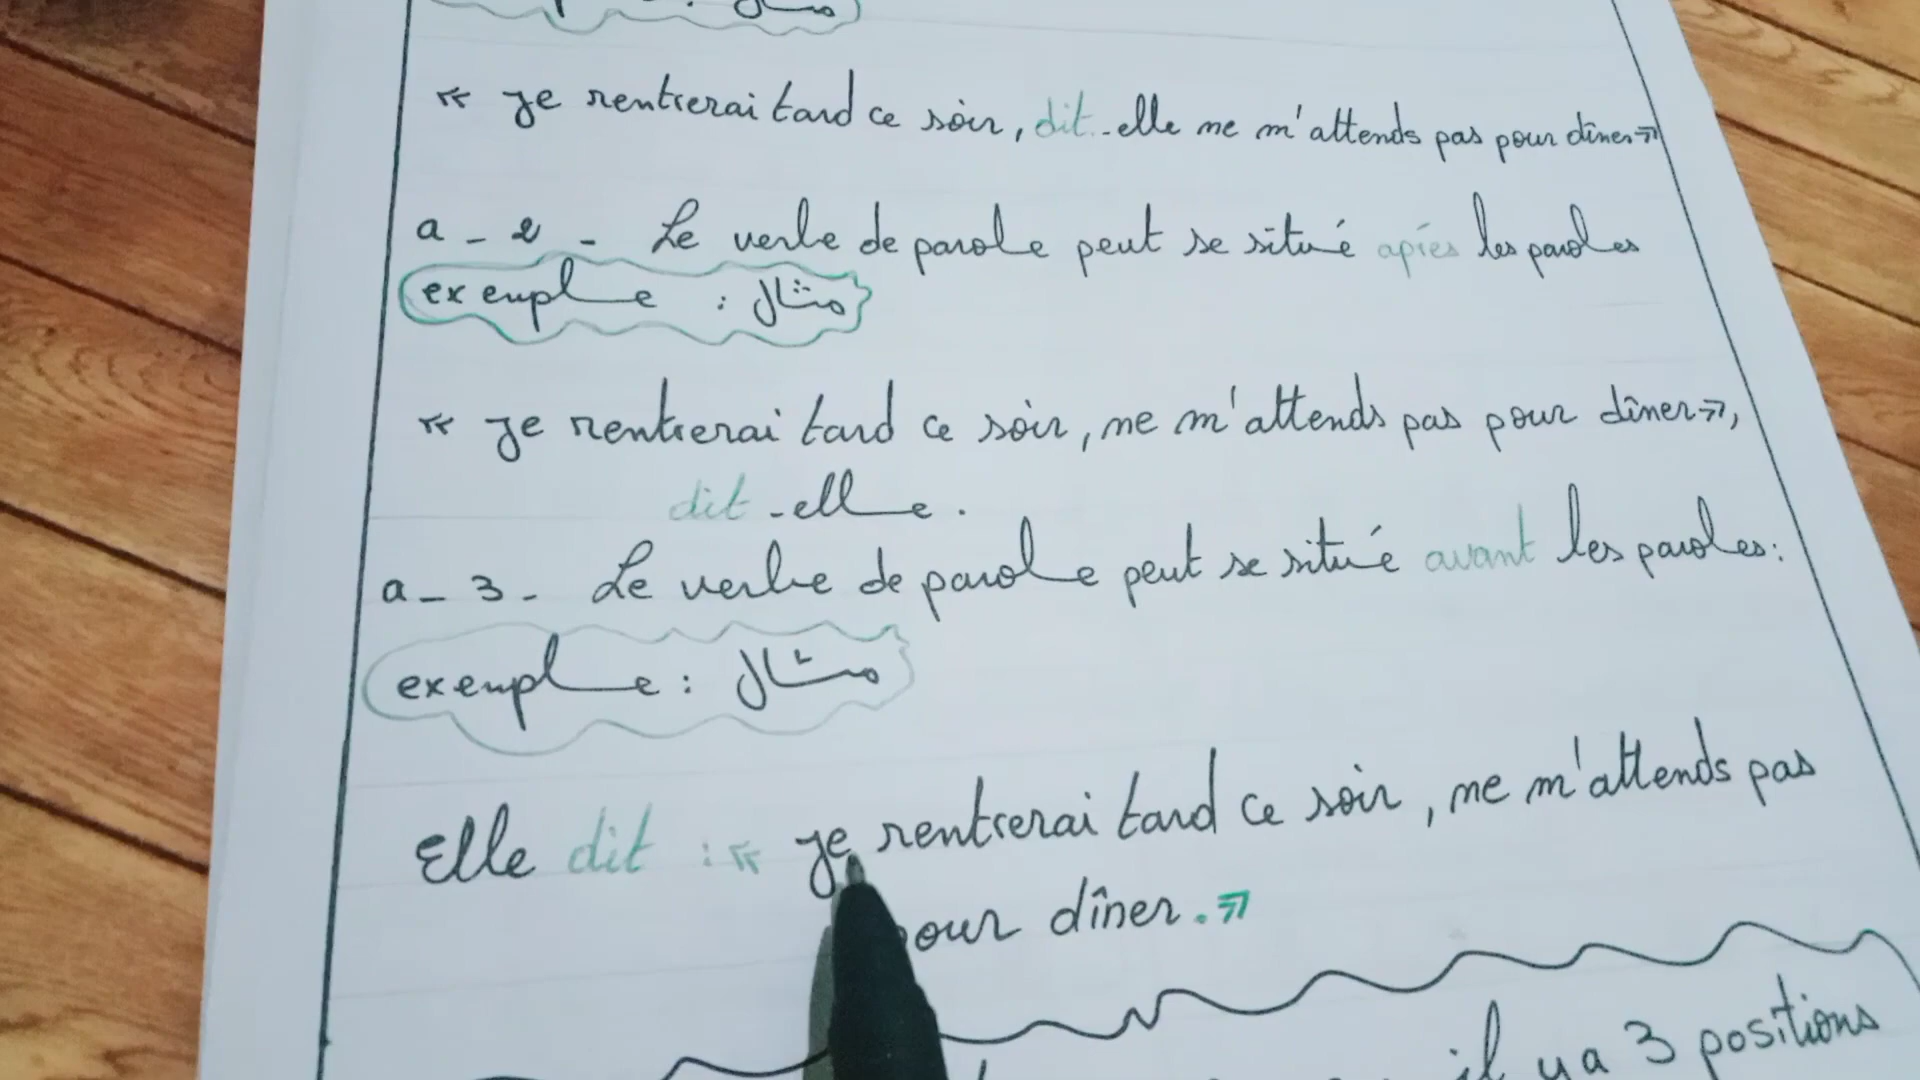 مثال
« je rentrerai tard ce soir, dit-elle ne m'attends pas pour dîner »
a - 2 - Le verbe de parole peut se situé après les paroles
exemple : مثال
« je rentrerai tard ce soir, ne m'attends pas pour dîner »,
dit-elle.
a - 3 - Le verbe de parole peut se situé avant les paroles :
exemple : مثال
Elle dit : « je rentrerai tard ce soir, ne m'attends pas
pour dîner. »
il y a 3 positions